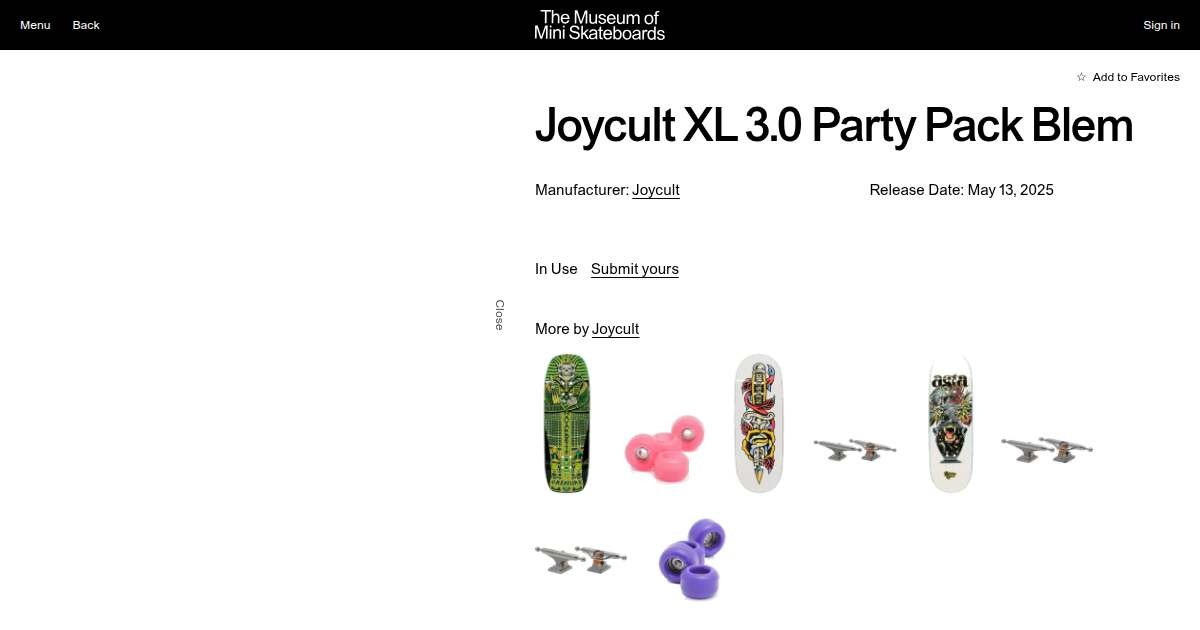 Menu
Back
The Museum of
Mini Skateboards
Sign in
☆ Add to Favorites
Joycult XL 3.0 Party Pack Blem
Manufacturer: Joycult
Release Date: May 13, 2025
In Use
Submit yours
Close
More by Joycult